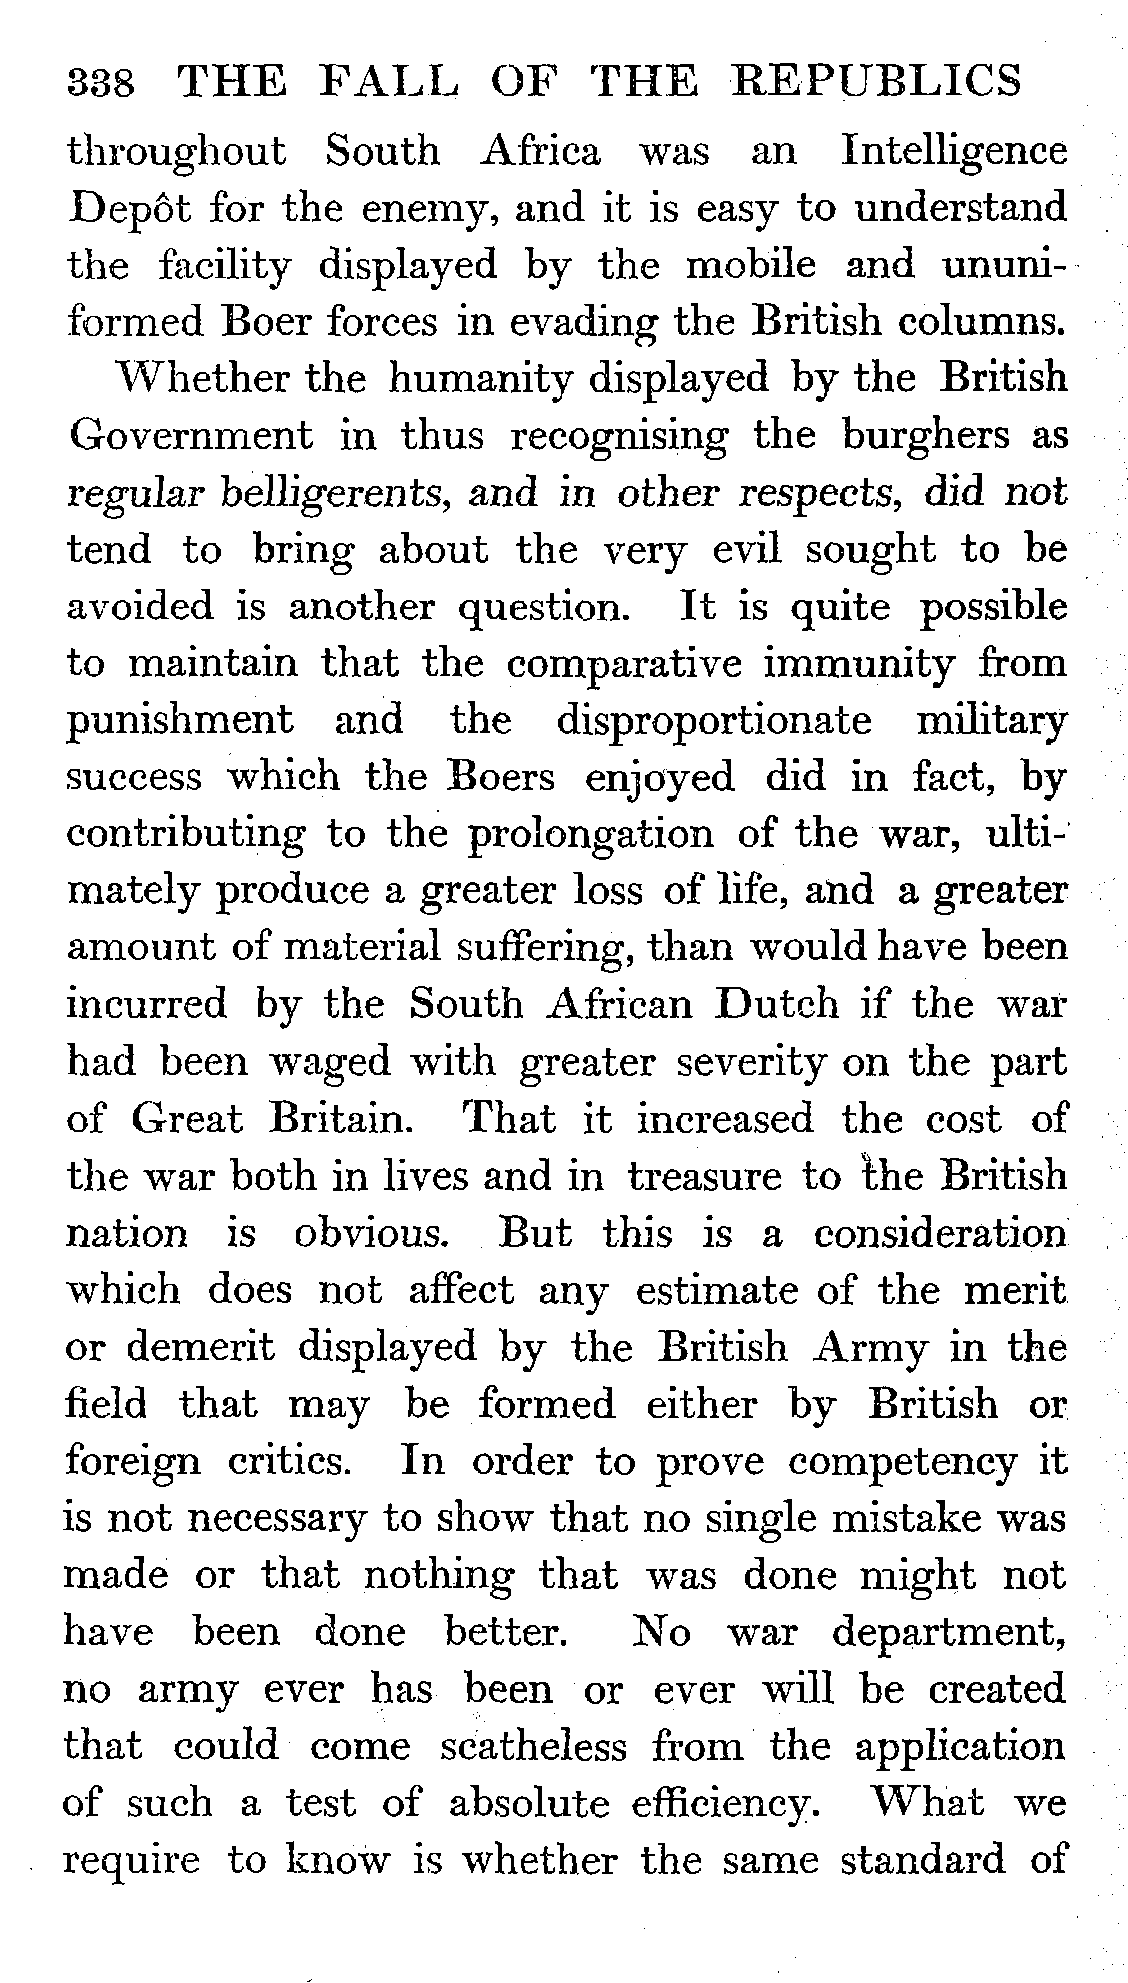 338 THE FALL OF THE REPUBLICS
throughout South Africa was an Intelligence
Depôt for the enemy, and it is easy to understand
the facility displayed by the mobile and ununi-
formed Boer forces in evading the British columns.
Whether the humanity displayed by the British
Government in thus recognising the burghers as
regular belligerents, and in other respects, did not
tend to bring about the very evil sought to be
avoided is another question. It is quite possible
to maintain that the comparative immunity from
punishment and the disproportionate military
success which the Boers enjoyed did in fact, by
contributing to the prolongation of the war, ulti-
mately produce a greater loss of life, and a greater
amount of material suffering, than would have been
incurred by the South African Dutch if the war
had been waged with greater severity on the part
of Great Britain. That it increased the cost of
the war both in lives and in treasure to the British
nation is obvious. But this is a consideration
which does not affect any estimate of the merit
or demerit displayed by the British Army in the
field that may be formed either by British or
foreign critics. In order to prove competency it
is not necessary to show that no single mistake was
made or that nothing that was done might not
have been done better. No war department,
no army ever has been or ever will be created
that could come scatheless from the application
of such a test of absolute efficiency. What we
require to know is whether the same standard of